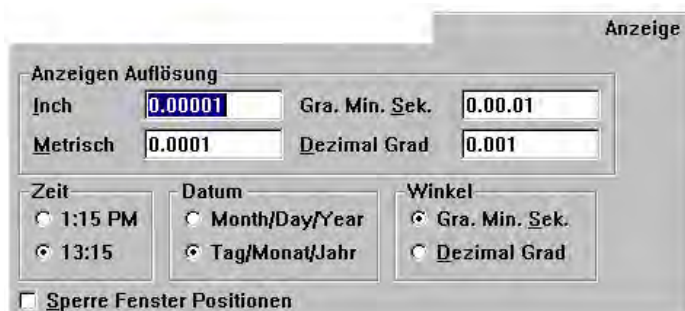 Anzeige
Anzeigen Auflösung
Inch 0.00001 Gra. Min. Sek. 0.00.01
Metrisch 0.0001 Dezimal Grad 0.001
Zeit Datum Winkel
1:15 PM Month/Day/Year Gra. Min. Sek.
13:15 Tag/Monat/Jahr Dezimal Grad
Sperre Fenster Positionen